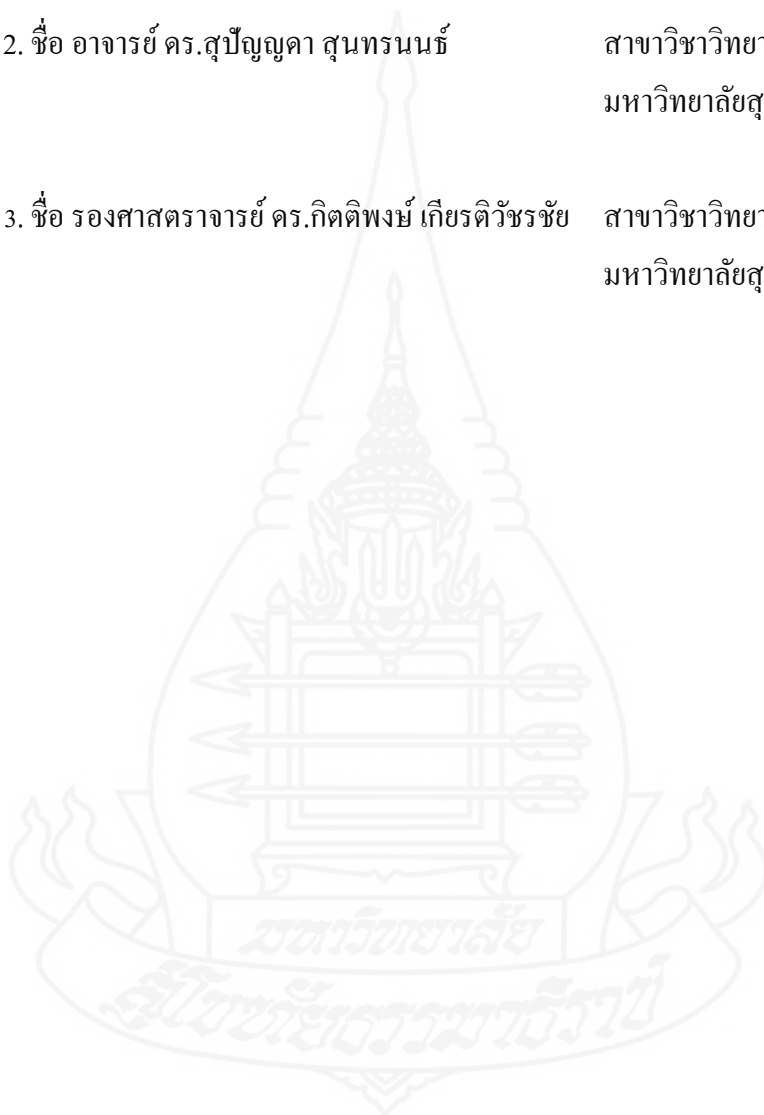 2. ชื่อ อาจารย์ ดร.สุปัญญดา สุนทรนนธ์ สาขาวิชาวิทยา
มหาวิทยาลัยสุ
3. ชื่อ รองศาสตราจารย์ ดร.กิตติพงษ์ เกียรติวัชรชัย สาขาวิชาวิทยา
มหาวิทยาลัยสุ
มหาวิทยาลัย
สุโขทัยธรรมาธิราช